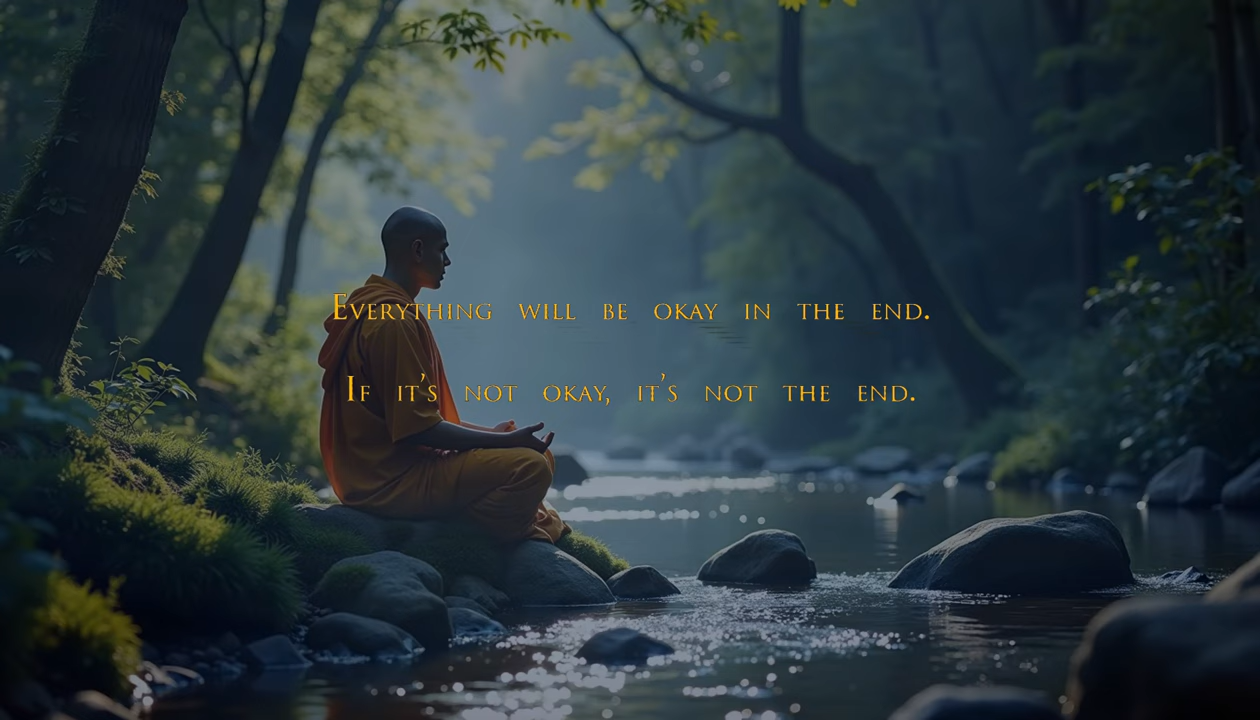 Everything will be okay in the end.
If it's not okay, it's not the end.